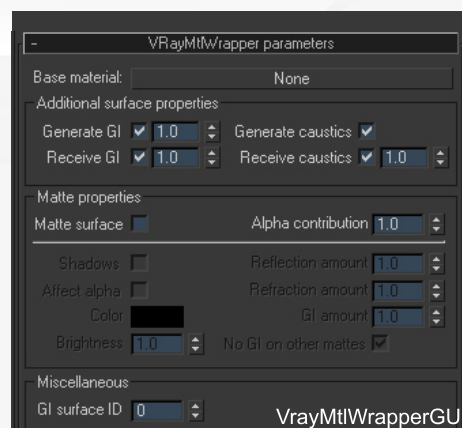 - VRayMtlWrapper parameters
Base material: None
Additional surface properties
Generate GI 1.0 Generate caustics
Receive GI 1.0 Receive caustics 1.0
Matte properties
Matte surface Alpha contribution 1.0
Shadows Reflection amount 1.0
Affect alpha Refraction amount 1.0
Color GI amount 1.0
Brightness 1.0 No GI on other mattes
Miscellaneous
GI surface ID 0
VrayMtlWrapperGU